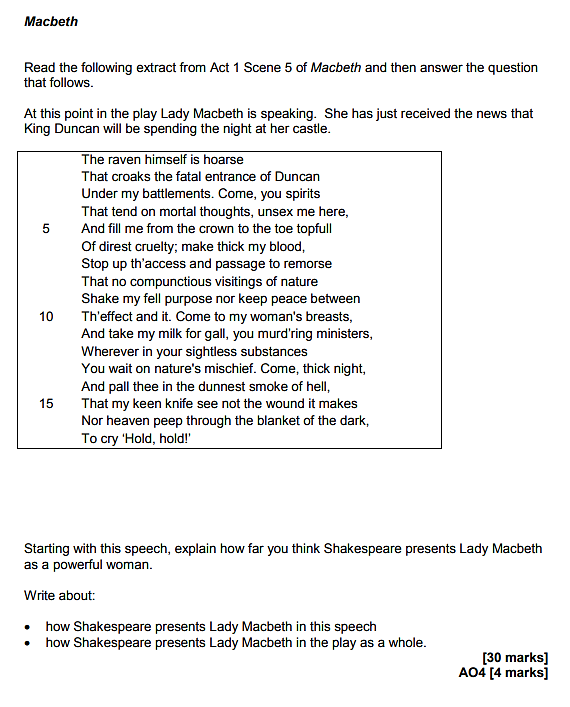 Macbeth
Read the following extract from Act 1 Scene 5 of Macbeth and then answer the question
that follows.
At this point in the play Lady Macbeth is speaking.  She has just received the news that
King Duncan will be spending the night at her castle.
The raven himself is hoarse
That croaks the fatal entrance of Duncan
Under my battlements. Come, you spirits
That tend on mortal thoughts, unsex me here,
5 And fill me from the crown to the toe topfull
Of direst cruelty; make thick my blood,
Stop up th'access and passage to remorse
That no compunctious visitings of nature
Shake my fell purpose nor keep peace between
10 Th'effect and it. Come to my woman's breasts,
And take my milk for gall, you murd'ring ministers,
Wherever in your sightless substances
You wait on nature's mischief. Come, thick night,
And pall thee in the dunnest smoke of hell,
15 That my keen knife see not the wound it makes
Nor heaven peep through the blanket of the dark,
To cry 'Hold, hold!'
Starting with this speech, explain how far you think Shakespeare presents Lady Macbeth
as a powerful woman.
Write about:
• how Shakespeare presents Lady Macbeth in this speech
• how Shakespeare presents Lady Macbeth in the play as a whole.
[30 marks]
AO4 [4 marks]